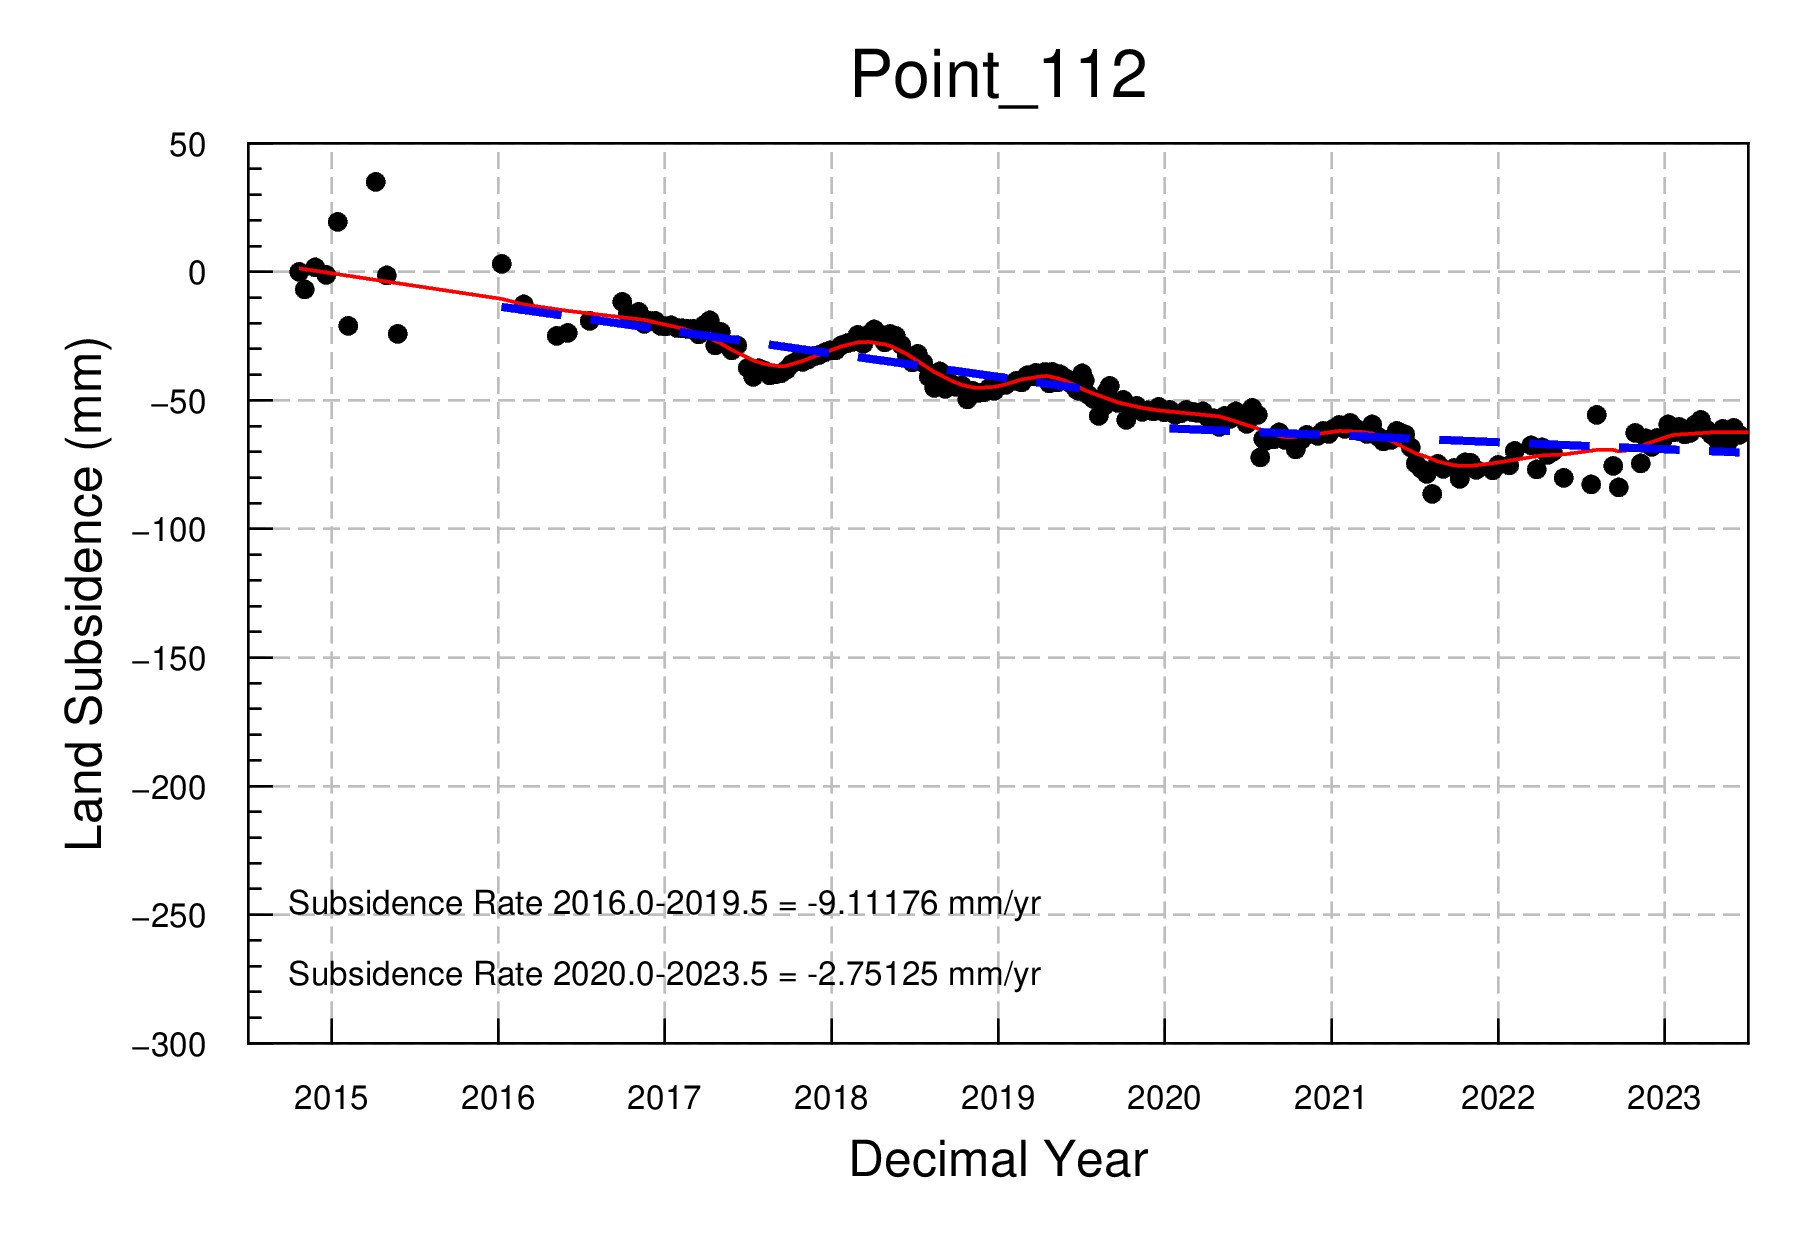 Point_112
50
0
−50
−100
−150
−200
−250
−300
Land Subsidence (mm)
Subsidence Rate 2016.0-2019.5 = -9.11176 mm/yr
Subsidence Rate 2020.0-2023.5 = -2.75125 mm/yr
2015 2016 2017 2018 2019 2020 2021 2022 2023
Decimal Year